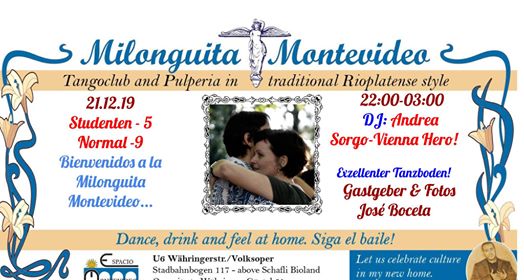 Milonguita Montevideo
Tangoclub and Pulperia in traditional Rioplatense style
21.12.19
Studenten - 5
Normal -9
Bienvenidos a la
Milonguita
Montevideo...
22:00-03:00
DJ: Andrea
Sorgo-Vienna Hero!
Exzellenter Tanzboden!
Gastgeber & Fotos
José Boceta
Dance, drink and feel at home. Siga el baile!
Espacio
U6 Währingerstr./Volksoper
Stadbahnbogen 117 - above Schafli Bioland
Let us celebrate culture
in my new home.